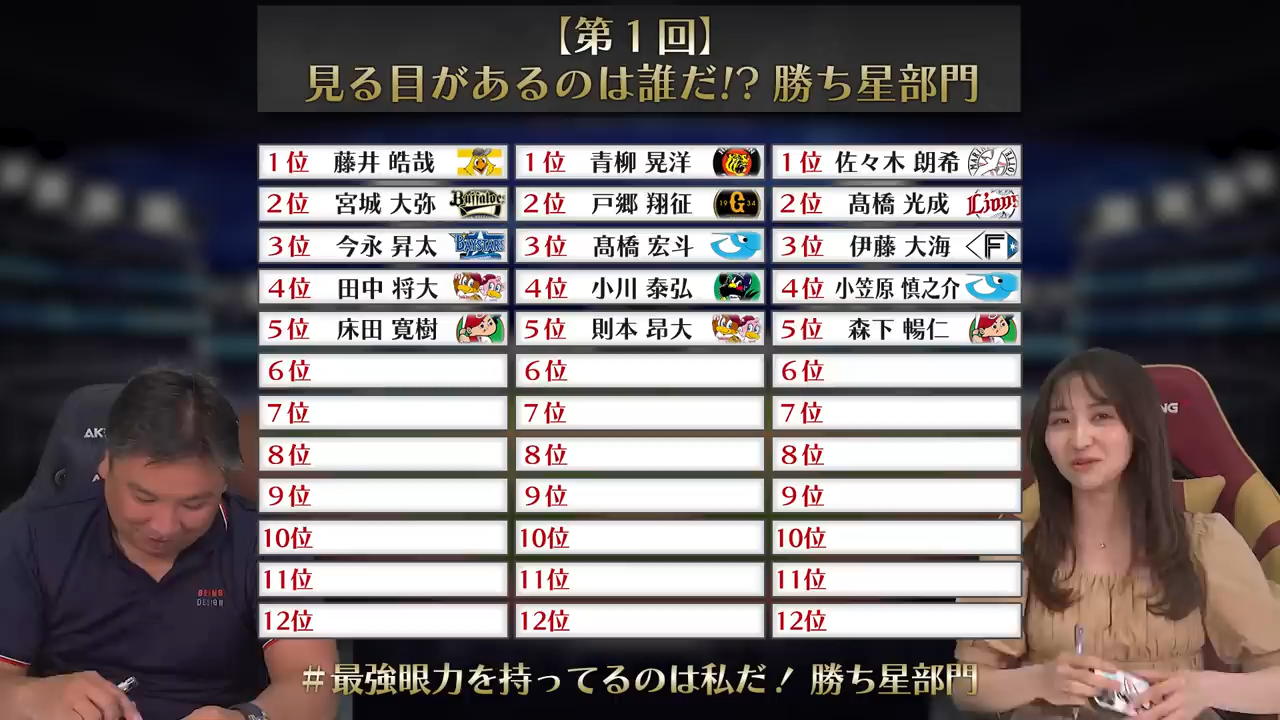 【第1回】
見る目があるのは誰だ!? 勝ち星部門
1位 藤井 皓哉
1位 青柳 晃洋
1位 佐々木 朗希
2位 宮城 大弥 Buffaloes
2位 戸郷 翔征 19 G 34
2位 髙橋 光成 Lions
3位 今永 昇太 BAYSTARS
3位 髙橋 宏斗
3位 伊藤 大海 F
4位 田中 将大
4位 小川 泰弘
4位 小笠原 慎之介
5位 床田 寛樹
5位 則本 昂大
5位 森下 暢仁
6位
6位
6位
7位
7位
7位
8位
8位
8位
9位
9位
9位
10位
10位
10位
11位
11位
11位
12位
12位
12位
#最強眼力を持ってるのは私だ! 勝ち星部門
AK
NG
DESIGN